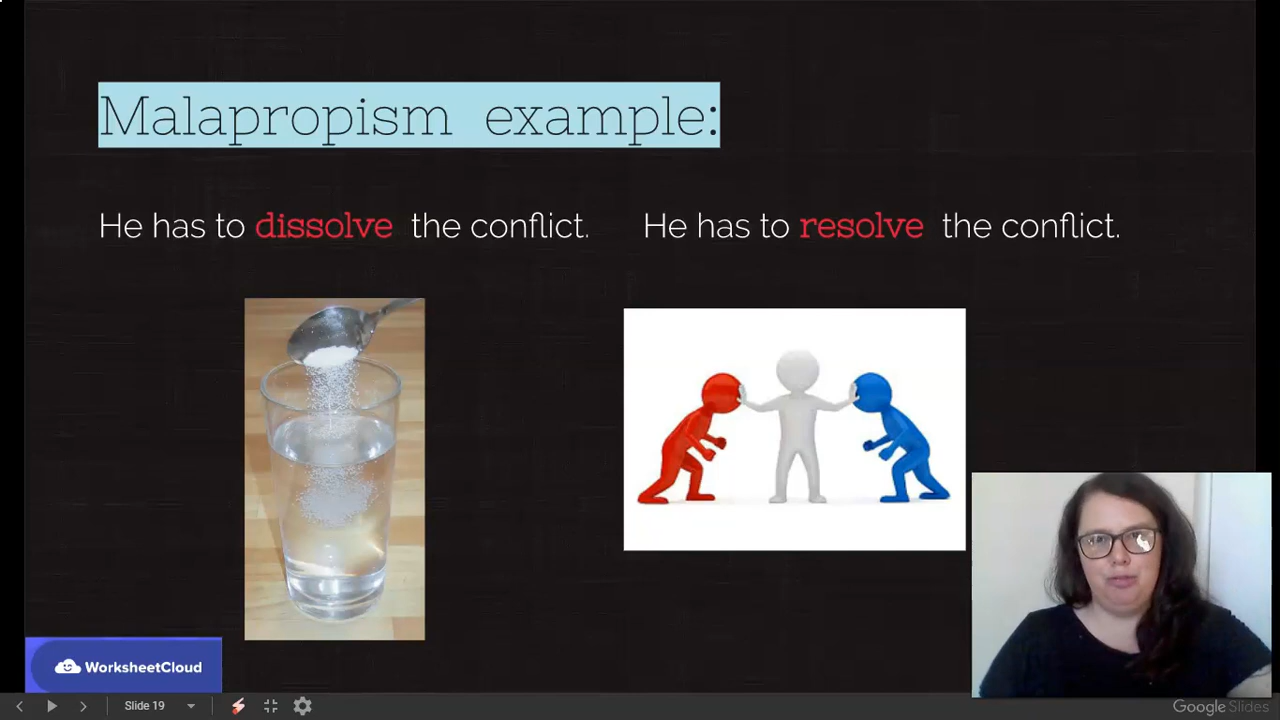 Malapropism example:
He has to dissolve the conflict.
He has to resolve the conflict.
WorksheetCloud
Slide 19
Google Slides